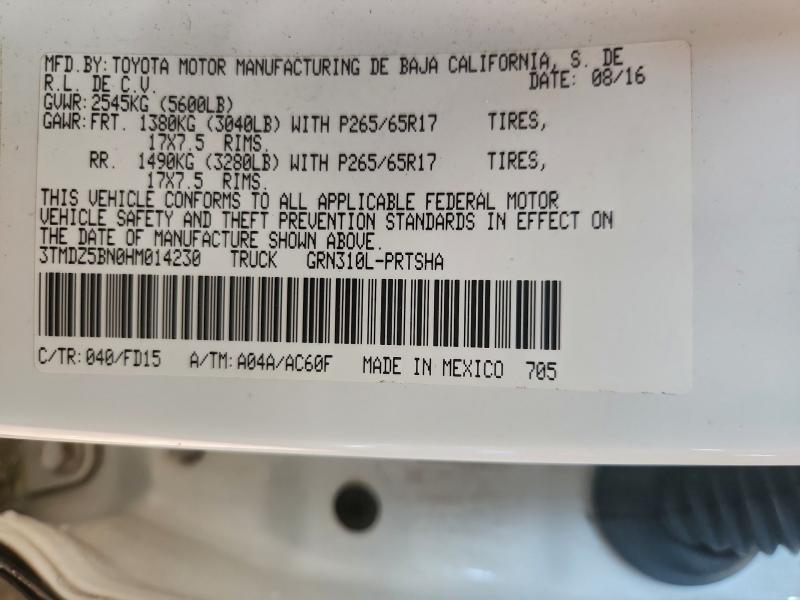 MFD.BY:TOYOTA MOTOR MANUFACTURING DE BAJA CALIFORNIA, S. DE
R.L. DE C.V. DATE: 08/16
GVWR:2545KG (5600LB)
GAWR:FRT. 1380KG (3040LB) WITH P265/65R17 TIRES,
17X7.5 RIMS.
RR. 1490KG (3280LB) WITH P265/65R17 TIRES,
17X7.5 RIMS.
THIS VEHICLE CONFORMS TO ALL APPLICABLE FEDERAL MOTOR
VEHICLE SAFETY AND THEFT PREVENTION STANDARDS IN EFFECT ON
THE DATE OF MANUFACTURE SHOWN ABOVE.
3TMDZ5BN0HM014230 TRUCK GRN310L-PRTSHA
C/TR:040/FD15 A/TM:A04A/AC60F MADE IN MEXICO 705